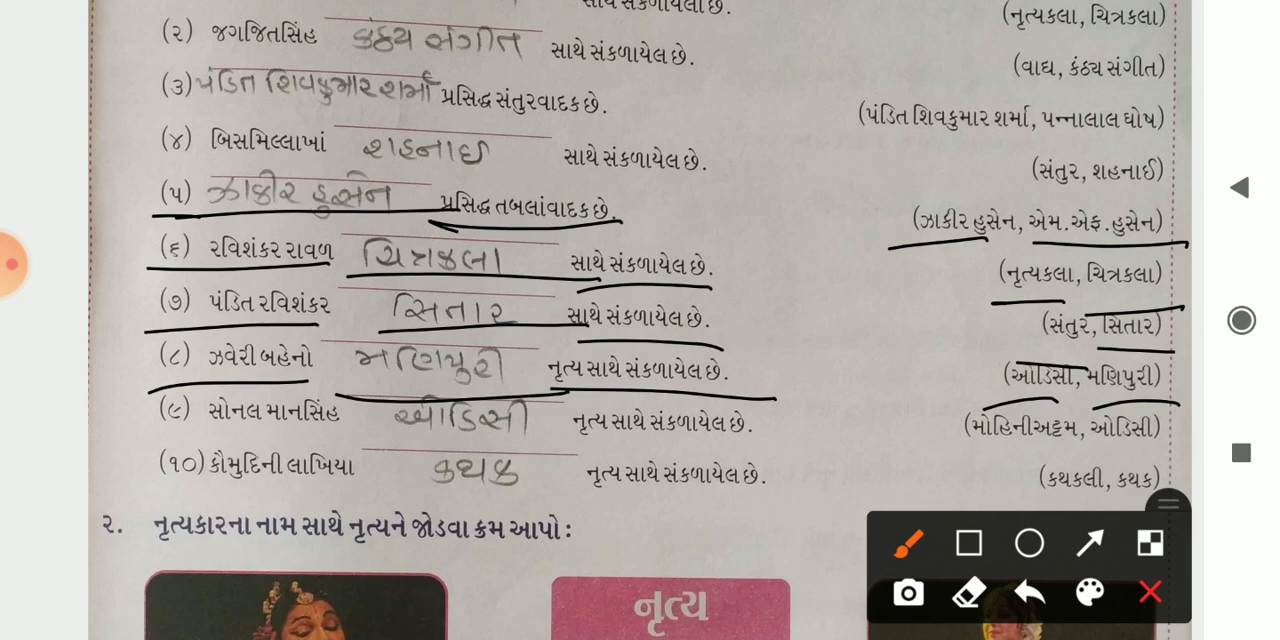 સાથે સંકળાયેલા છે.
(નૃત્યકલા, ચિત્રકલા)
(૨) જગજિતસિંહ કંઠ્ય સંગીત સાથે સંકળાયેલ છે.
(વાદ્ય, કંઠ્ય સંગીત)
(૩) પંડિત શિવકુમાર શર્મા પ્રસિદ્ધ સંતુરવાદક છે.
(પંડિત શિવકુમાર શર્મા, પન્નાલાલ ઘોષ)
(૪) બિસમિલ્લાખાં શહનાઈ સાથે સંકળાયેલ છે.
(સંતુર, શહનાઈ)
(૫) ઝાકીર હુસેન પ્રસિદ્ધ તબલાંવાદક છે.
(ઝાકીર હુસેન, એમ.એફ.હુસેન)
(૬) રવિશંકર રાવળ ચિત્રકલા સાથે સંકળાયેલ છે.
(નૃત્યકલા, ચિત્રકલા)
(૭) પંડિત રવિશંકર સિતાર સાથે સંકળાયેલ છે.
(સંતુર, સિતાર)
(૮) ઝવેરી બહેનો મણિપુરી નૃત્ય સાથે સંકળાયેલ છે.
(ઓડિસી, મણિપુરી)
(૯) સોનલ માનસિંહ ઓડિસી નૃત્ય સાથે સંકળાયેલ છે.
(મોહિનીઅટ્ટમ, ઓડિસી)
(૧૦) કૌમુદિની લાખિયા કથક નૃત્ય સાથે સંકળાયેલ છે.
(કથકલી, કથક)
૨. નૃત્યકારના નામ સાથે નૃત્યને જોડવા ક્રમ આપો :
નૃત્ય